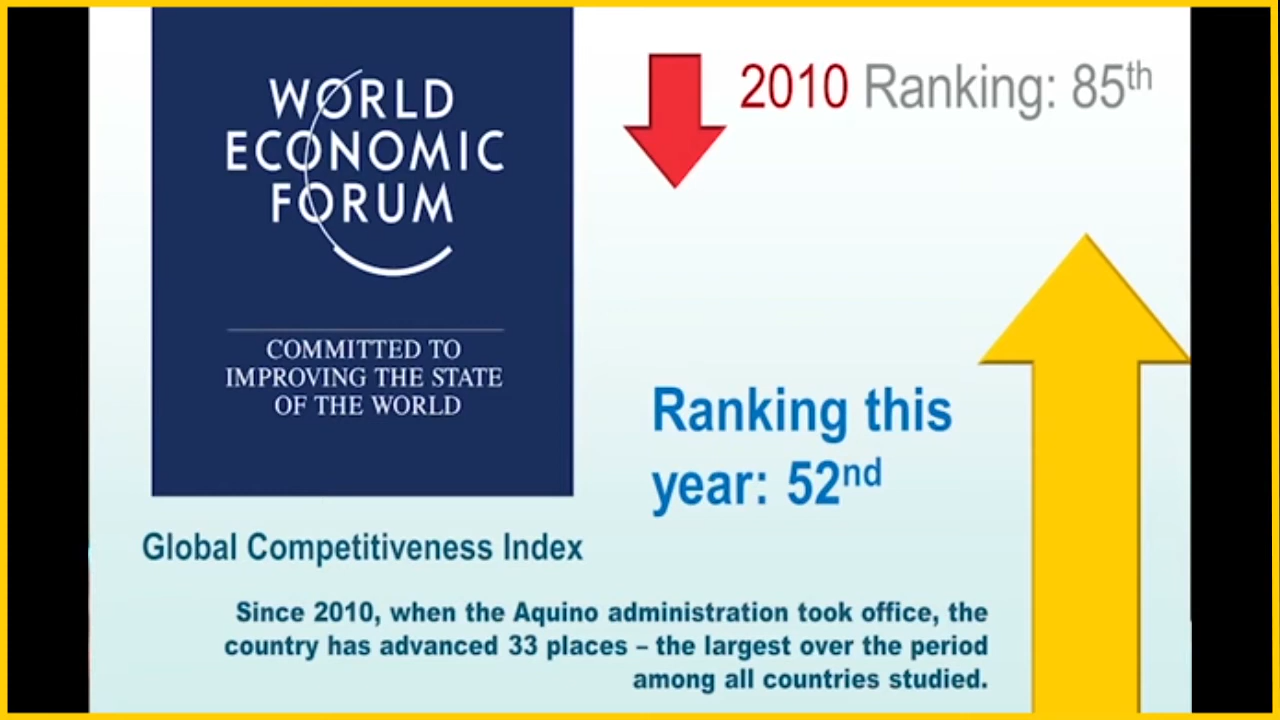 WORLD
ECONOMIC
FORUM
COMMITTED TO
IMPROVING THE STATE
OF THE WORLD
2010 Ranking: 85th
Ranking this
year: 52nd
Global Competitiveness Index
Since 2010, when the Aquino administration took office, the
country has advanced 33 places – the largest over the period
among all countries studied.